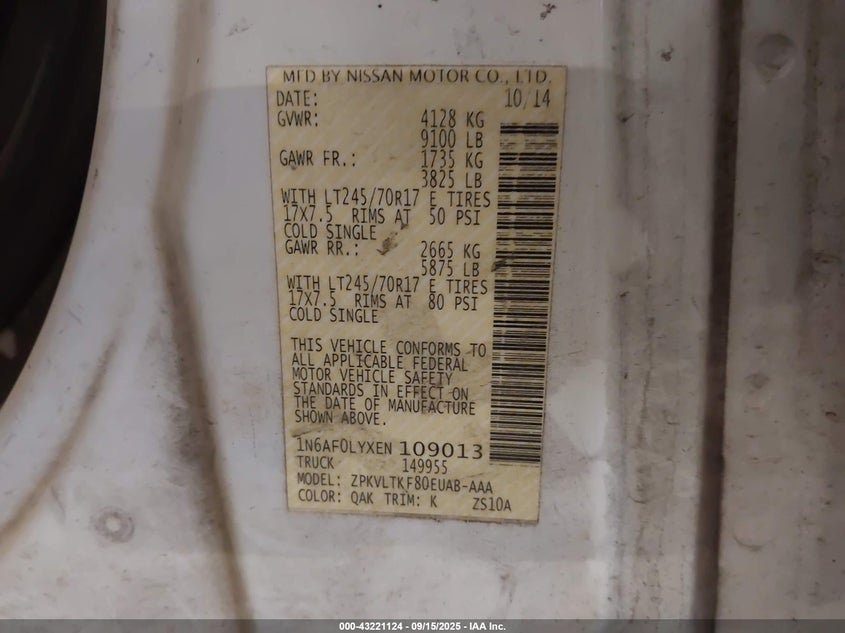 MFD BY NISSAN MOTOR CO., LTD.
DATE: 10/14
GVWR: 4128 KG
9100 LB
GAWR FR.: 1735 KG
3825 LB
WITH LT245/70R17 E TIRES
17X7.5 RIMS AT 50 PSI
COLD SINGLE
GAWR RR.: 2665 KG
5875 LB
WITH LT245/70R17 E TIRES
17X7.5 RIMS AT 80 PSI
COLD SINGLE
THIS VEHICLE CONFORMS TO
ALL APPLICABLE FEDERAL
MOTOR VEHICLE SAFETY
STANDARDS IN EFFECT ON
THE DATE OF MANUFACTURE
SHOWN ABOVE.
1N6AF0LYXEN 109013
TRUCK 149955
MODEL: ZPKVLTKF80EUAB-AAA
COLOR: QAK TRIM: K ZS10A
000-43221124 - 09/15/2025 - IAA Inc.